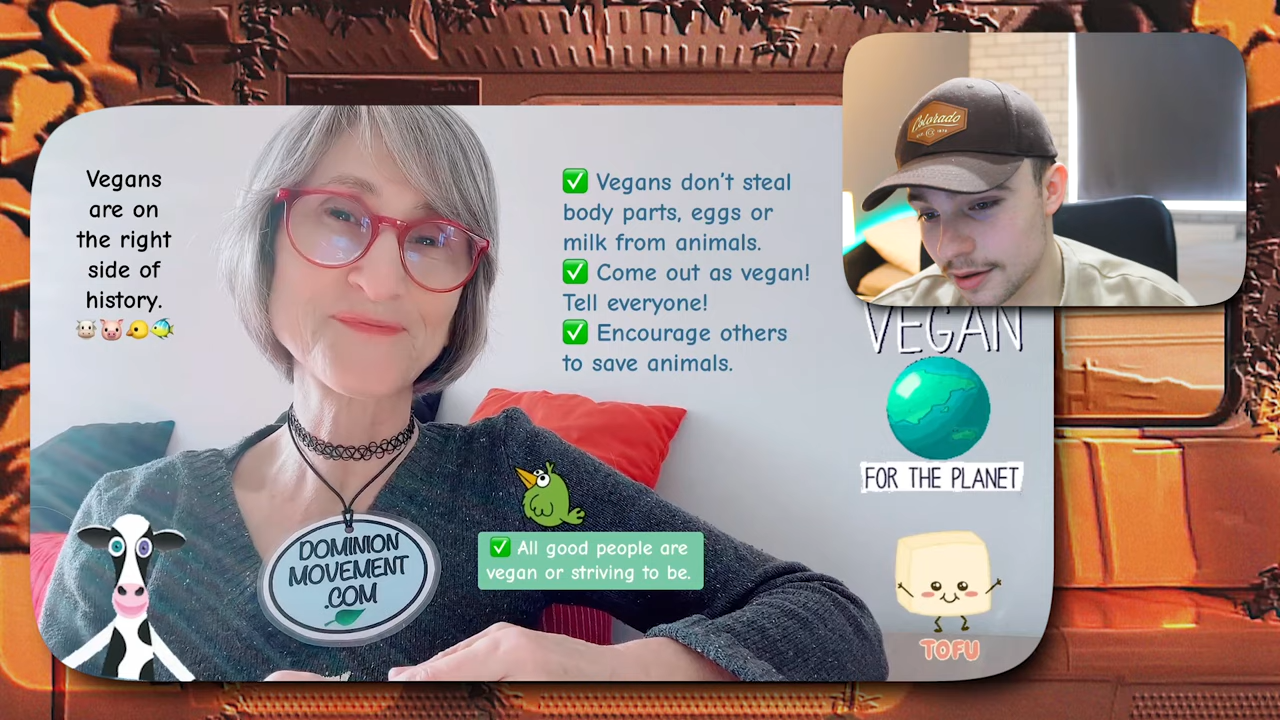 Vegans
are on
the right
side of
history.
✅ Vegans don't steal
body parts, eggs or
milk from animals.
✅ Come out as vegan!
Tell everyone!
✅ Encourage others
to save animals.
Colorado
VEGAN
FOR THE PLANET
DOMINION
MOVEMENT
.COM
✅ All good people are
vegan or striving to be.
TOFU